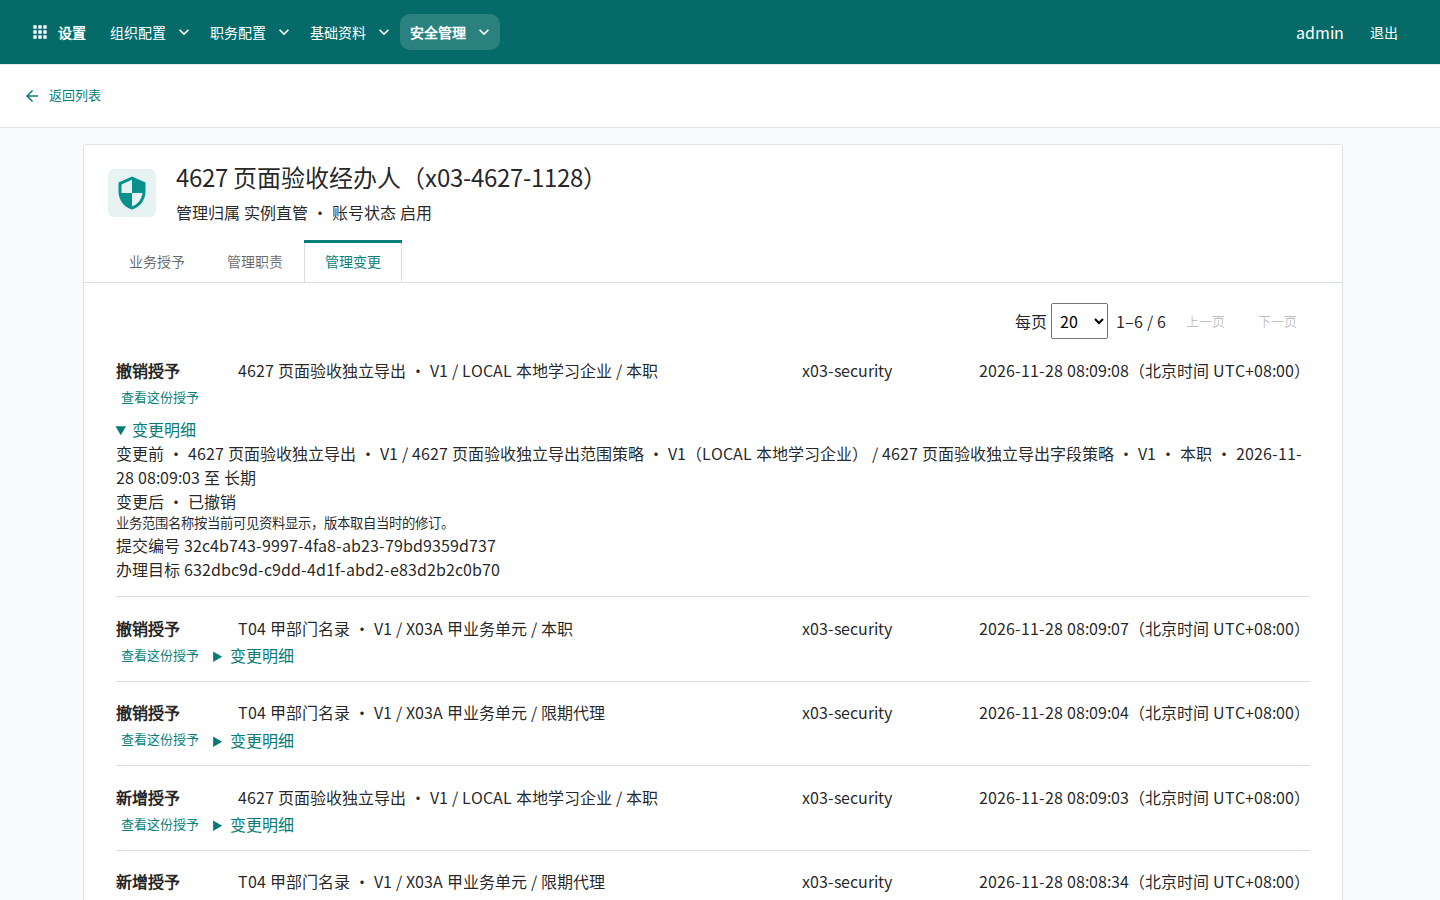 设置 组织配置 职务配置 基础资料 安全管理 admin 退出
返回列表
4627 页面验收经办人（x03-4627-1128）
管理归属 实例直管 · 账号状态 启用
业务授予 管理职责 管理变更
每页 20 1–6 / 6 上一页 下一页
撤销授予 4627 页面验收独立导出 · V1 / LOCAL 本地学习企业 / 本职 x03-security 2026-11-28 08:09:08（北京时间 UTC+08:00）
查看这份授予
▼ 变更明细
变更前 · 4627 页面验收独立导出 · V1 / 4627 页面验收独立导出范围策略 · V1（LOCAL 本地学习企业） / 4627 页面验收独立导出字段策略 · V1 · 本职 · 2026-11-
28 08:09:03 至 长期
变更后 · 已撤销
业务范围名称按当前可见资料显示，版本取自当时的修订。
提交编号 32c4b743-9997-4fa8-ab23-79bd9359d737
办理目标 632dbc9d-c9dd-4d1f-abd2-e83d2b2c0b70
撤销授予 T04 甲部门名录 · V1 / X03A 甲业务单元 / 本职 x03-security 2026-11-28 08:09:07（北京时间 UTC+08:00）
查看这份授予 ▶ 变更明细
撤销授予 T04 甲部门名录 · V1 / X03A 甲业务单元 / 限期代理 x03-security 2026-11-28 08:09:04（北京时间 UTC+08:00）
查看这份授予 ▶ 变更明细
新增授予 4627 页面验收独立导出 · V1 / LOCAL 本地学习企业 / 本职 x03-security 2026-11-28 08:09:03（北京时间 UTC+08:00）
查看这份授予 ▶ 变更明细
新增授予 T04 甲部门名录 · V1 / X03A 甲业务单元 / 限期代理 x03-security 2026-11-28 08:08:34（北京时间 UTC+08:00）